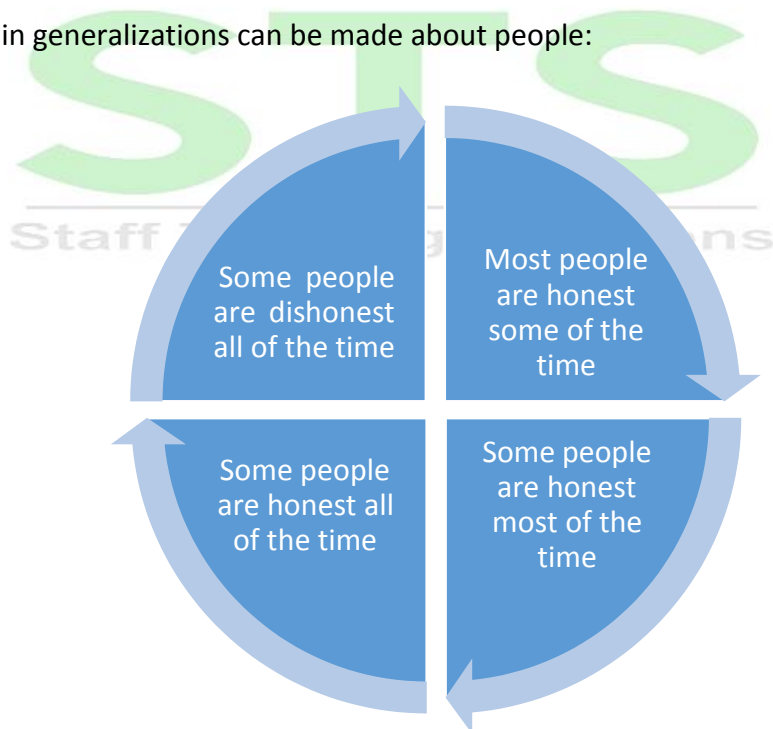 in generalizations can be made about people:
STS
Staff
Some people
are dishonest
all of the time
Most people
are honest
some of the
time
Some people
are honest all
of the time
Some people
are honest
most of the
time